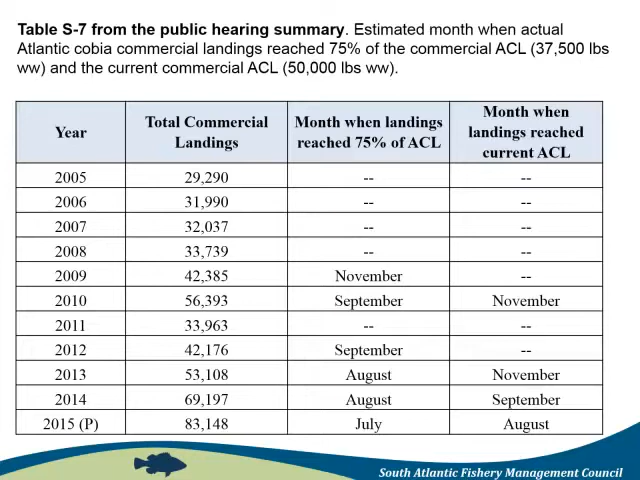 Table S-7 from the public hearing summary. Estimated month when actual
Atlantic cobia commercial landings reached 75% of the commercial ACL (37,500 lbs
ww) and the current commercial ACL (50,000 lbs ww).
Year Total Commercial Landings Month when landings reached 75% of ACL Month when landings reached current ACL
2005 29,290 -- --
2006 31,990 -- --
2007 32,037 -- --
2008 33,739 -- --
2009 42,385 November --
2010 56,393 September November
2011 33,963 -- --
2012 42,176 September --
2013 53,108 August November
2014 69,197 August September
2015 (P) 83,148 July August
South Atlantic Fishery Management Council